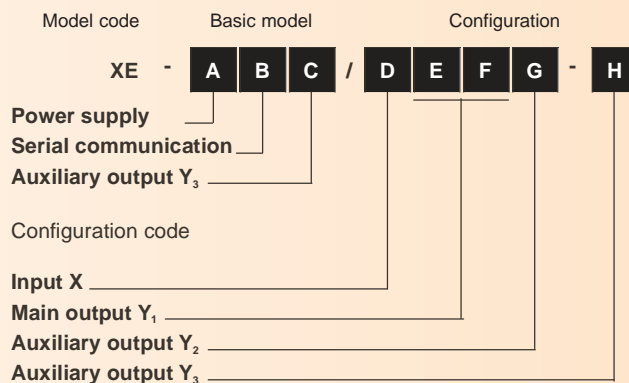 Model code Basic model Configuration
XE - A B C / D E F G - H
Power supply
Serial communication
Auxiliary output Y₃
Configuration code
Input X
Main output Y₁
Auxiliary output Y₂
Auxiliary output Y₃